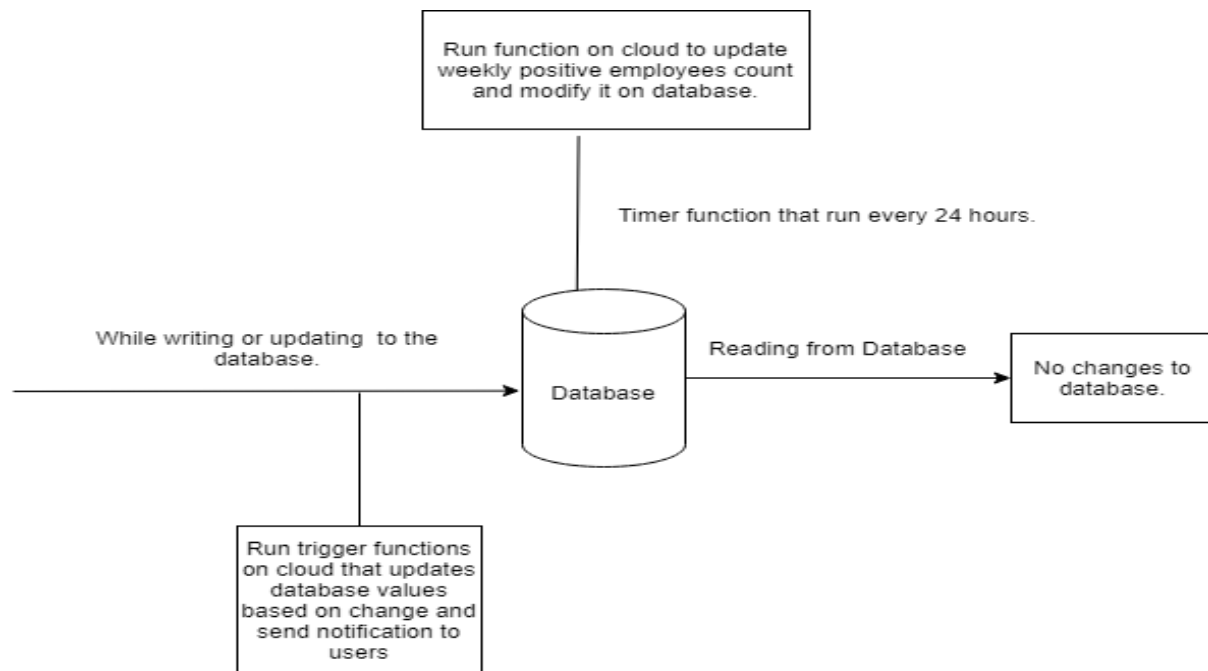 Run function on cloud to update
weekly positive employees count
and modify it on database.
Timer function that run every 24 hours.
While writing or updating to the
database.
Reading from Database
No changes to
database.
Database
Run trigger functions
on cloud that updates
database values
based on change and
send notification to
users